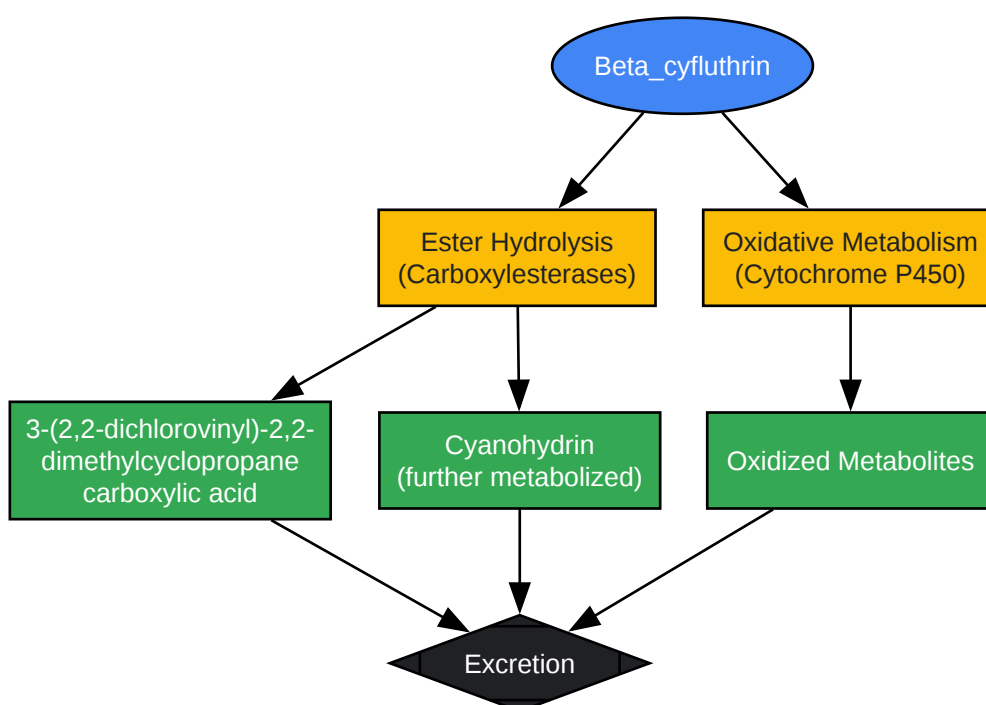 Beta_cyfluthrin
Ester Hydrolysis
(Carboxylesterases)
Oxidative Metabolism
(Cytochrome P450)
3-(2,2-dichlorovinyl)-2,2-
dimethylcyclopropane
carboxylic acid
Cyanohydrin
(further metabolized)
Oxidized Metabolites
Excretion